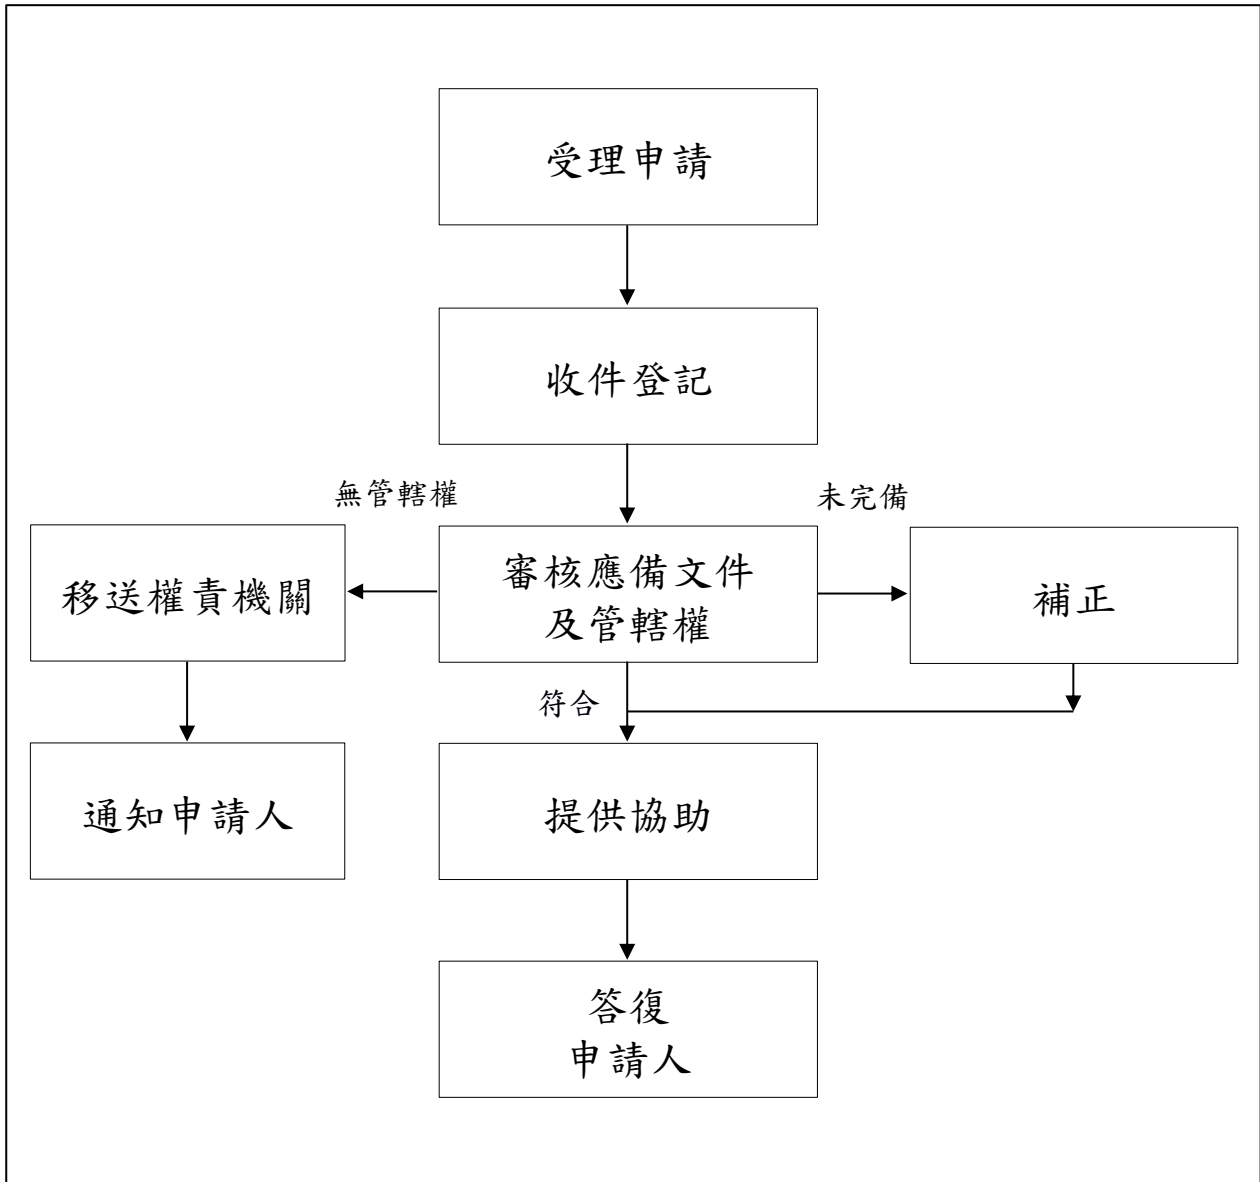 受理申請
收件登記
無管轄權
未完備
移送權責機關
審核應備文件
及管轄權
補正
符合
通知申請人
提供協助
答復
申請人